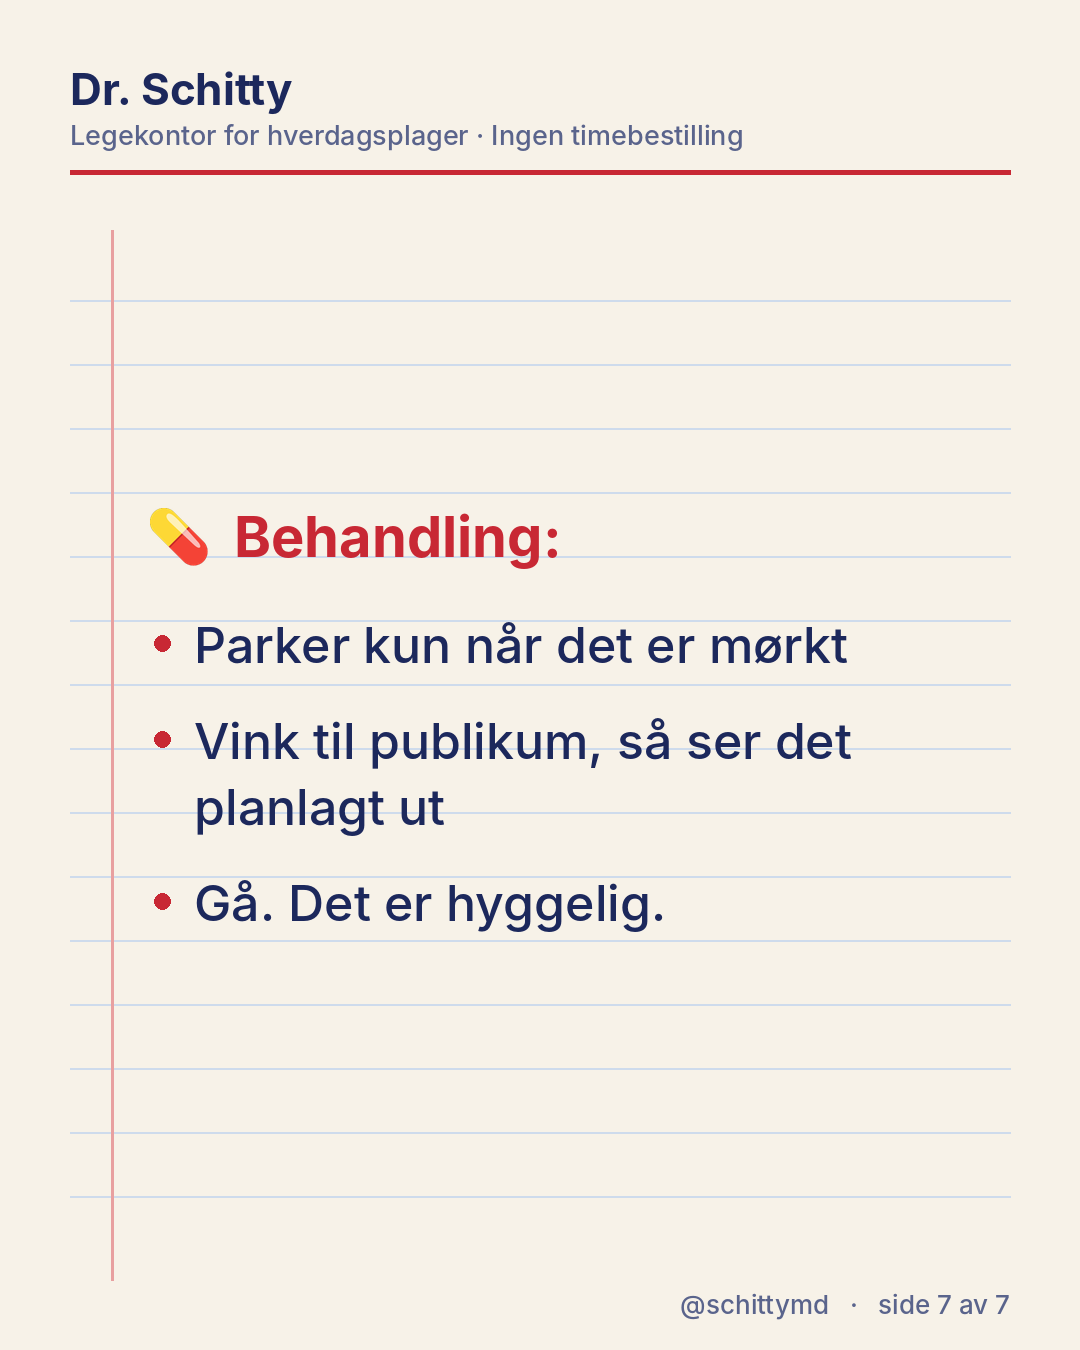 Dr. Schitty
Legekontor for hverdagsplager · Ingen timebestilling
💊 Behandling:
• Parker kun når det er mørkt
• Vink til publikum, så ser det
planlagt ut
• Gå. Det er hyggelig.
@schittymd · side 7 av 7